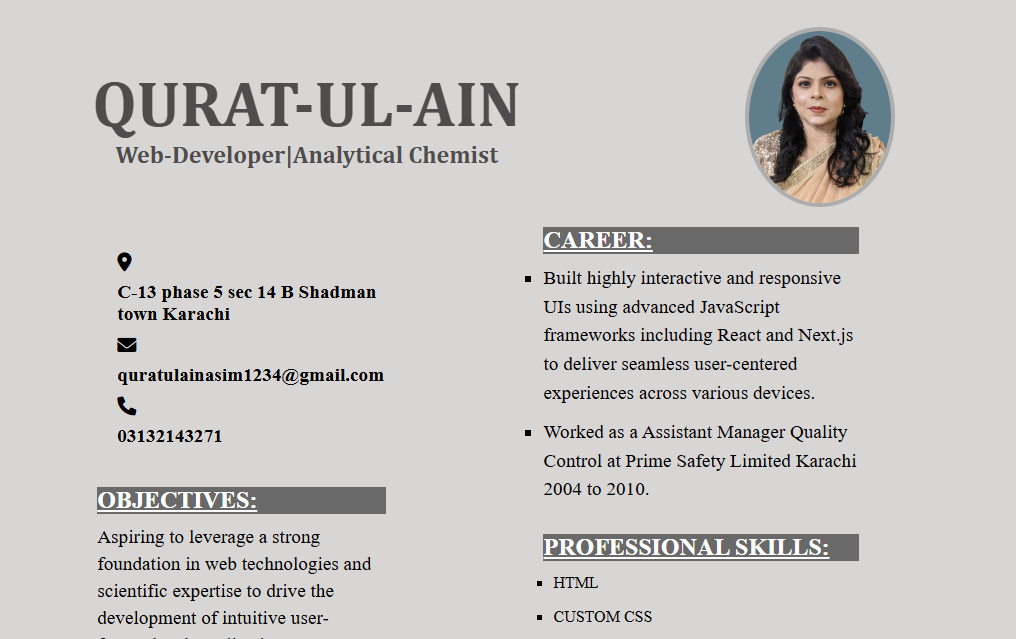 QURAT-UL-AIN
Web-Developer|Analytical Chemist
C-13 phase 5 sec 14 B Shadman
town Karachi
quratulainasim1234@gmail.com
03132143271
OBJECTIVES:
Aspiring to leverage a strong
foundation in web technologies and
scientific expertise to drive the
development of intuitive user-
CAREER:
Built highly interactive and responsive
UIs using advanced JavaScript
frameworks including React and Next.js
to deliver seamless user-centered
experiences across various devices.
Worked as a Assistant Manager Quality
Control at Prime Safety Limited Karachi
2004 to 2010.
PROFESSIONAL SKILLS:
HTML
CUSTOM CSS